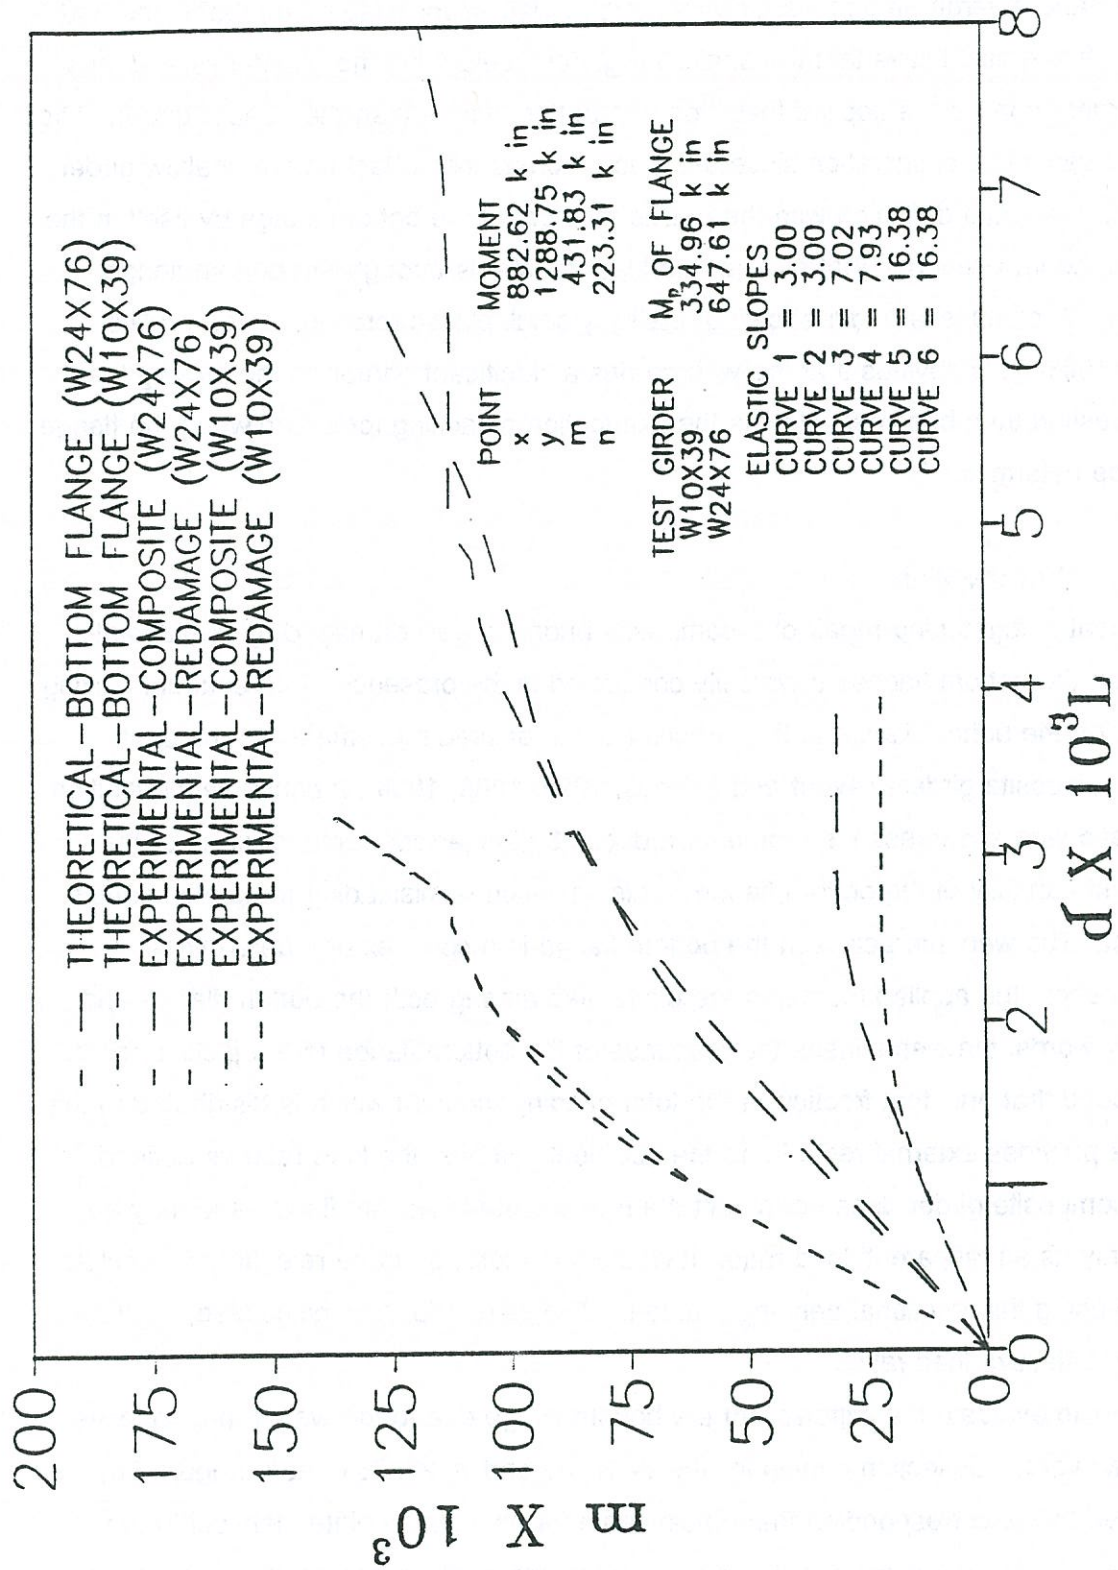 THEORETICAL--BOTTOM FLANGE (W24X76)
THEORETICAL--BOTTOM FLANGE (W10X39)
EXPERIMENTAL--COMPOSITE (W24X76)
EXPERIMENTAL--REDAMAGE (W24X76)
EXPERIMENTAL--COMPOSITE (W10X39)
EXPERIMENTAL--REDAMAGE (W10X39)
POINT MOMENT
x 882.62 k in
y 1288.75 k in
m 431.83 k in
n 223.31 k in
TEST GIRDER Mp OF FLANGE
W10X39 334.96 k in
W24X76 647.61 k in
ELASTIC SLOPES
CURVE 1 = 3.00
CURVE 2 = 3.00
CURVE 3 = 7.02
CURVE 4 = 7.93
CURVE 5 = 16.38
CURVE 6 = 16.38
200
175
150
125
100
75
50
25
0
m X 10³
0 1 2 3 4 5 6 7 8
d X 10³L